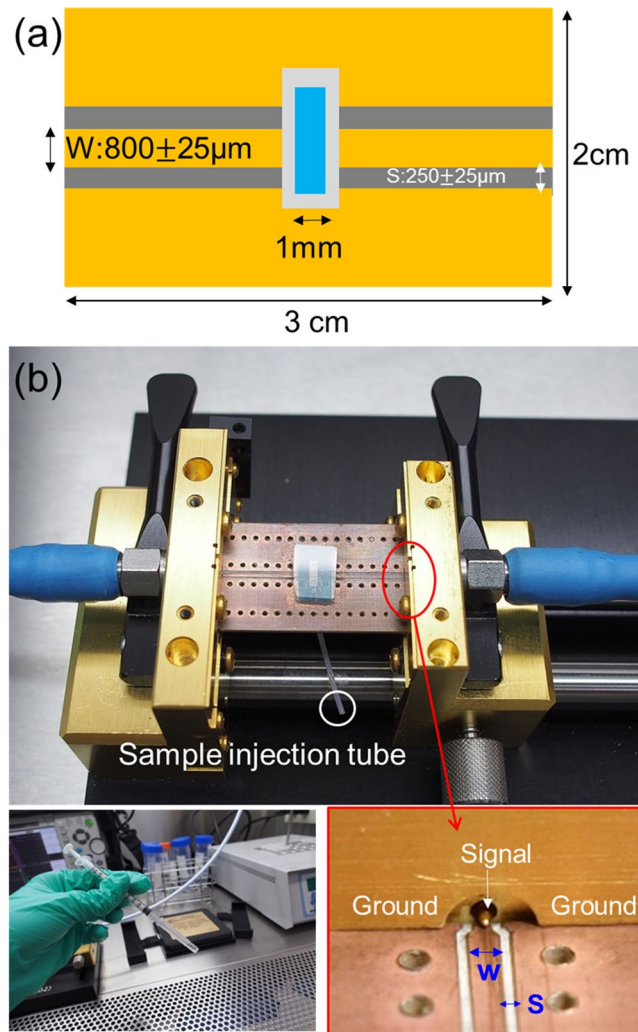 (a)
W:800±25µm
S:250±25µm
2cm
1mm
3 cm
(b)
Sample injection tube
Signal
Ground
Ground
W
S